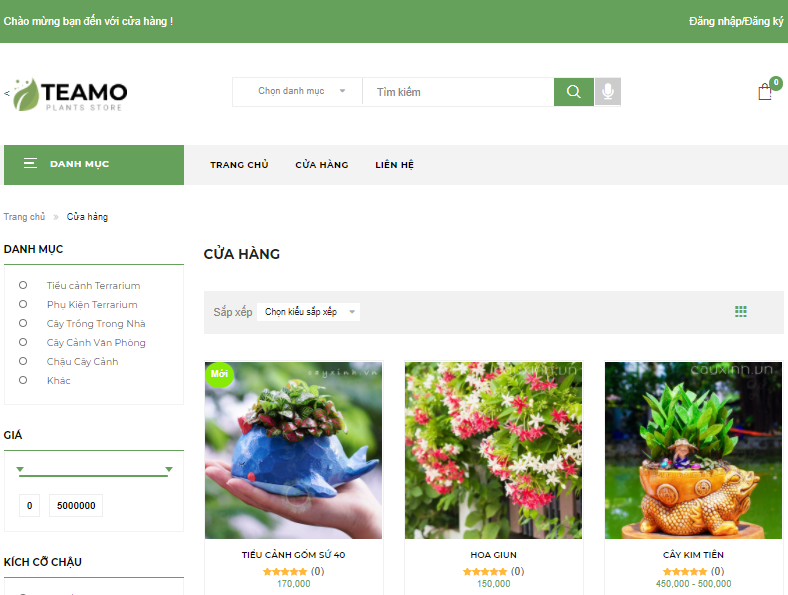 Chào mừng bạn đến với cửa hàng !
Đăng nhập/Đăng ký
<
TEAMO
PLANTS STORE
Chọn danh mục
Tìm kiếm
0
DANH MỤC
TRANG CHỦ
CỬA HÀNG
LIÊN HỆ
Trang chủ » Cửa hàng
DANH MỤC
Tiểu cảnh Terrarium
Phụ Kiện Terrarium
Cây Trồng Trong Nhà
Cây Cảnh Văn Phòng
Chậu Cây Cảnh
Khác
GIÁ
0
5000000
KÍCH CỠ CHẬU
CỬA HÀNG
Sắp xếp
Chọn kiểu sắp xếp
Mới
cayxinh.vn
cayxinh.vn
cayxinh.vn
TIỂU CẢNH GỐM SỨ 40
(0)
170,000
HOA GIUN
(0)
150,000
CÂY KIM TIỀN
(0)
450,000 - 500,000